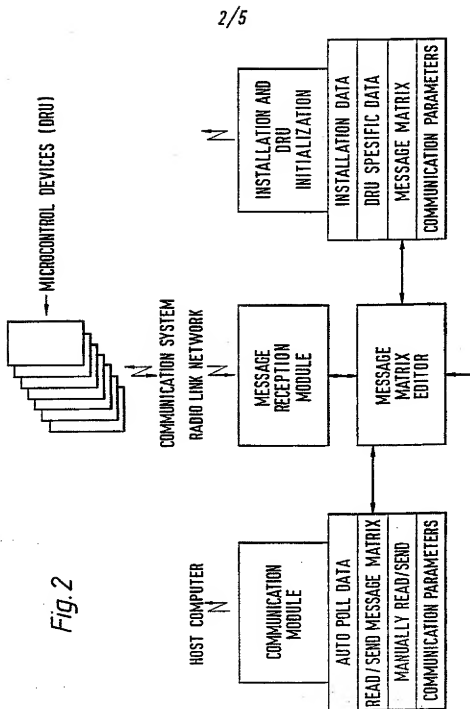 2/5
Fig. 2
MICROCONTROL DEVICES (DRU)
COMMUNICATION SYSTEM
RADIO LINK NETWORK
HOST COMPUTER
COMMUNICATION
MODULE
AUTO POLL DATA
READ/SEND MESSAGE MATRIX
MANUALLY READ/SEND
COMMUNICATION PARAMETERS
MESSAGE
RECEPTION
MODULE
MESSAGE
MATRIX
EDITOR
INSTALLATION AND
DRU
INITIALIZATION
INSTALLATION DATA
DRU SPESIFIC DATA
MESSAGE MATRIX
COMMUNICATION PARAMETERS